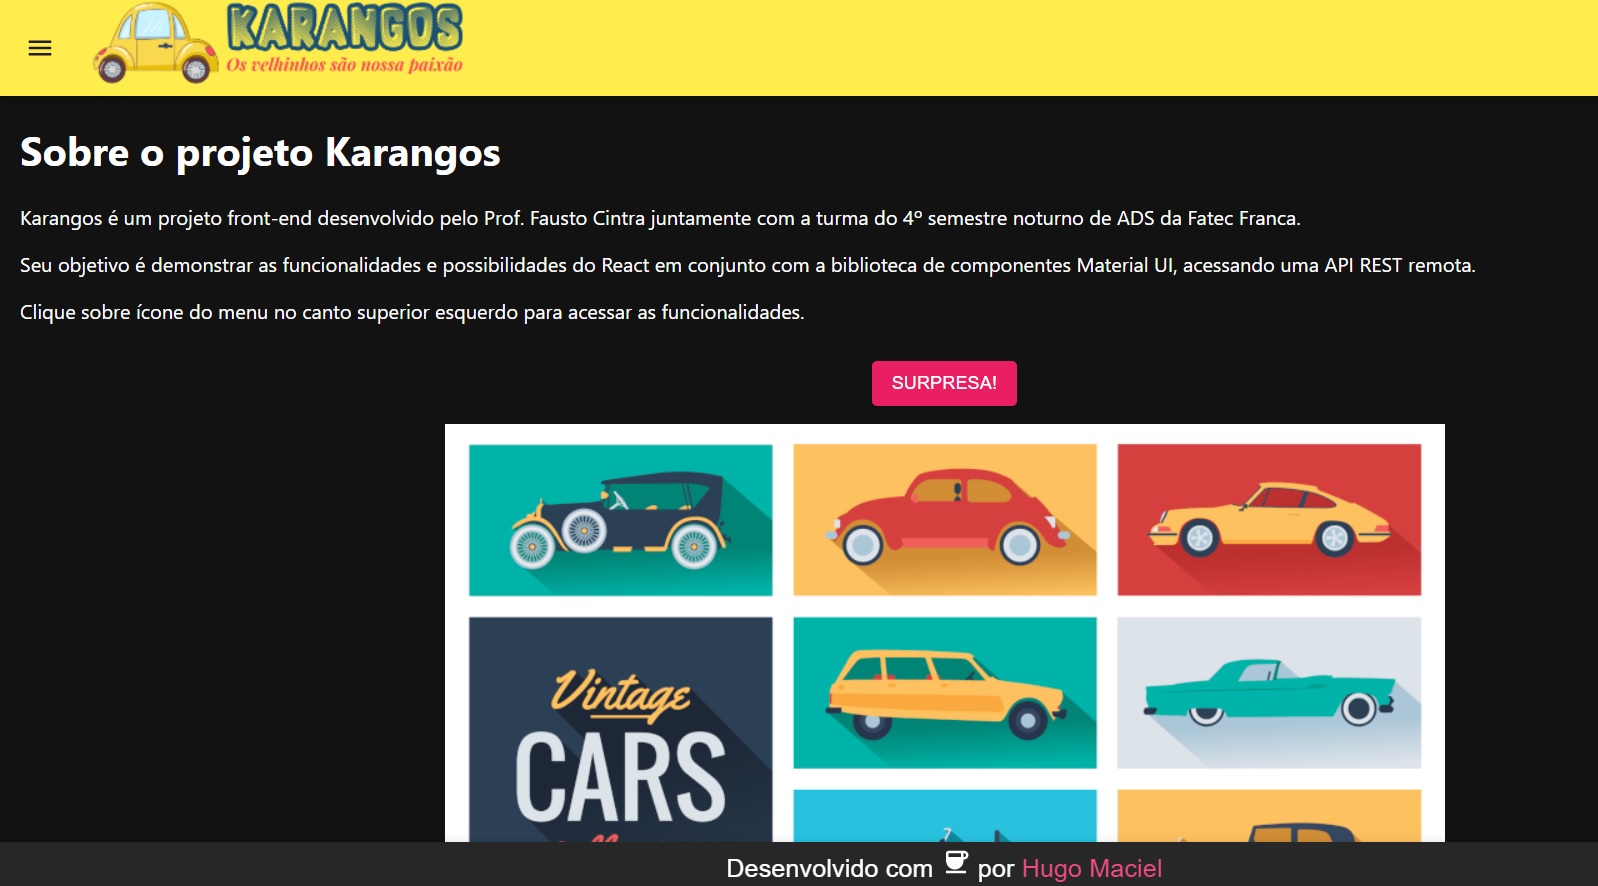 KARANGOS
Os velhinhos são nossa paixão
Sobre o projeto Karangos
Karangos é um projeto front-end desenvolvido pelo Prof. Fausto Cintra juntamente com a turma do 4º semestre noturno de ADS da Fatec Franca.
Seu objetivo é demonstrar as funcionalidades e possibilidades do React em conjunto com a biblioteca de componentes Material UI, acessando uma API REST remota.
Clique sobre ícone do menu no canto superior esquerdo para acessar as funcionalidades.
SURPRESA!
Vintage
CARS
Desenvolvido com por Hugo Maciel